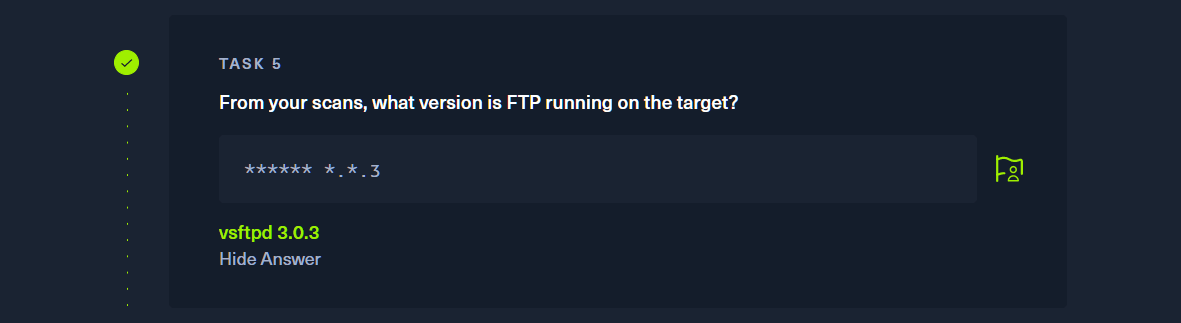 TASK 5
From your scans, what version is FTP running on the target?
****** *.*.3
vsftpd 3.0.3
Hide Answer